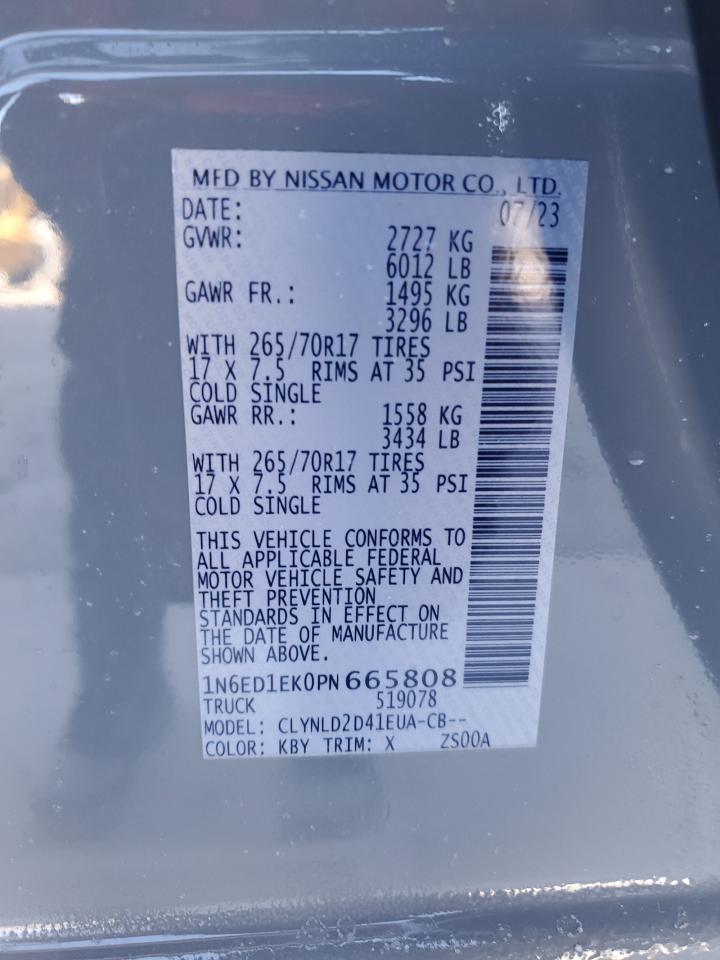 MFD BY NISSAN MOTOR CO., LTD.
DATE: 07/23
GVWR: 2727 KG
6012 LB
GAWR FR.: 1495 KG
3296 LB
WITH 265/70R17 TIRES
17 X 7.5 RIMS AT 35 PSI
COLD SINGLE
GAWR RR.: 1558 KG
3434 LB
WITH 265/70R17 TIRES
17 X 7.5 RIMS AT 35 PSI
COLD SINGLE
THIS VEHICLE CONFORMS TO
ALL APPLICABLE FEDERAL
MOTOR VEHICLE SAFETY AND
THEFT PREVENTION
STANDARDS IN EFFECT ON
THE DATE OF MANUFACTURE
SHOWN ABOVE.
1N6ED1EK0PN665808
TRUCK 519078
MODEL: CLYNLD2D41EUA-CB--
COLOR: KBY TRIM: X ZS00A